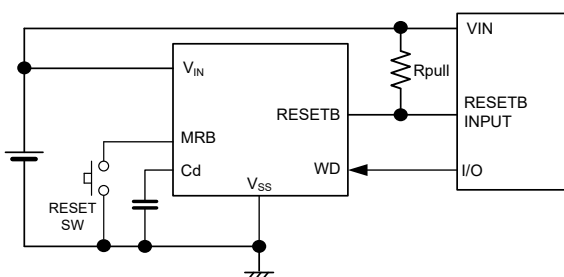 VIN
VIN
Rpull
RESETB
RESETB
INPUT
MRB
WD
I/O
Cd
VSS
RESET
SW